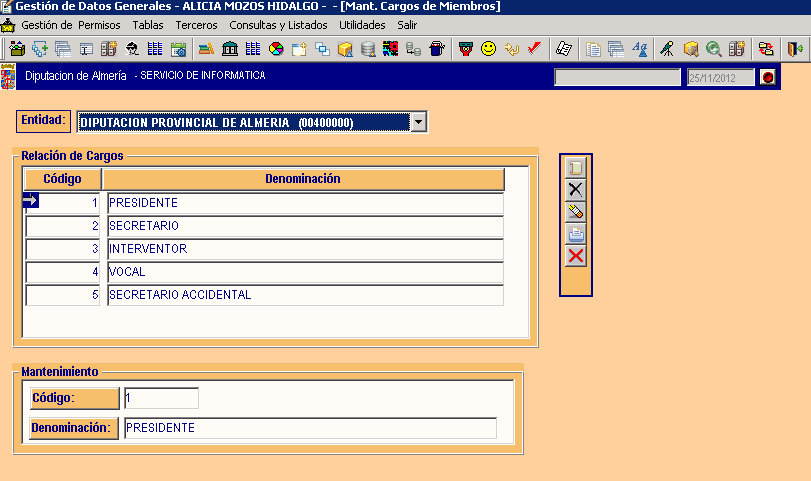 Gestión de Datos Generales - ALICIA MOZOS HIDALGO - - [Mant. Cargos de Miembros]
Gestión de Permisos Tablas Terceros Consultas y Listados Utilidades Salir
Diputacion de Almería - SERVICIO DE INFORMATICA 25/11/2012
Entidad: DIPUTACION PROVINCIAL DE ALMERIA (00400000)
Relación de Cargos
Código Denominación
1 PRESIDENTE
2 SECRETARIO
3 INTERVENTOR
4 VOCAL
5 SECRETARIO ACCIDENTAL
Mantenimiento
Código: 1
Denominación: PRESIDENTE